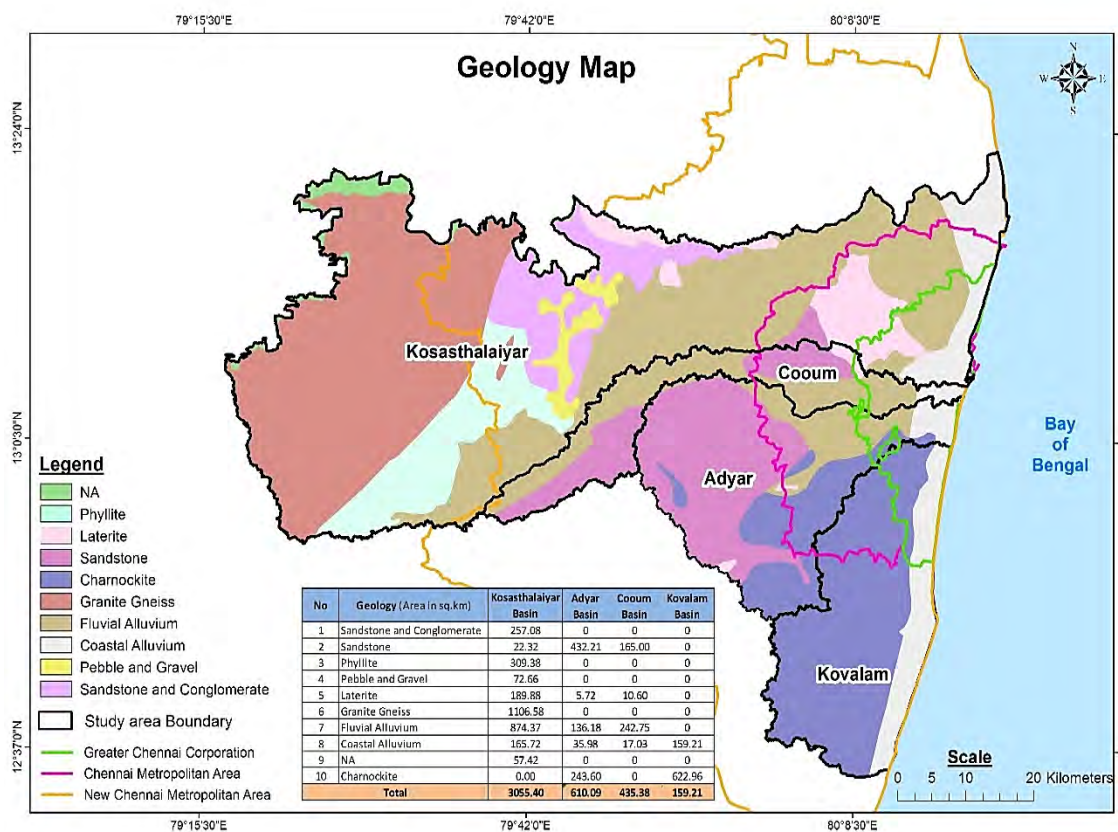 79°15'30"E 79°42'0"E 80°8'30"E
Geology Map
N
W E
S
13°24'0"N
13°0'30"N
12°37'0"N
Kosasthalaiyar
Cooum
Adyar
Kovalam
Bay
of
Bengal
Legend
NA
Phyllite
Laterite
Sandstone
Charnockite
Granite Gneiss
Fluvial Alluvium
Coastal Alluvium
Pebble and Gravel
Sandstone and Conglomerate
Study area Boundary
Greater Chennai Corporation
Chennai Metropolitan Area
New Chennai Metropolitan Area
No Geology (Area in sq.km) Kosasthalaiyar Basin Adyar Basin Cooum Basin Kovalam Basin
1 Sandstone and Conglomerate 257.08 0 0 0
2 Sandstone 22.32 432.21 165.00 0
3 Phyllite 309.38 0 0 0
4 Pebble and Gravel 72.66 0 0 0
5 Laterite 189.88 5.72 10.60 0
6 Granite Gneiss 1106.58 0 0 0
7 Fluvial Alluvium 874.37 136.18 242.75 0
8 Coastal Alluvium 165.72 35.98 17.03 159.21
9 NA 57.42 0 0 0
10 Charnockite 0.00 243.60 0 622.96
Total 3055.40 610.09 435.38 159.21
Scale
0 5 10 20 Kilometers
79°15'30"E 79°42'0"E 80°8'30"E